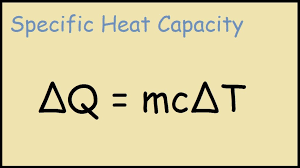 Specific Heat Capacity
ΔQ = mcΔT